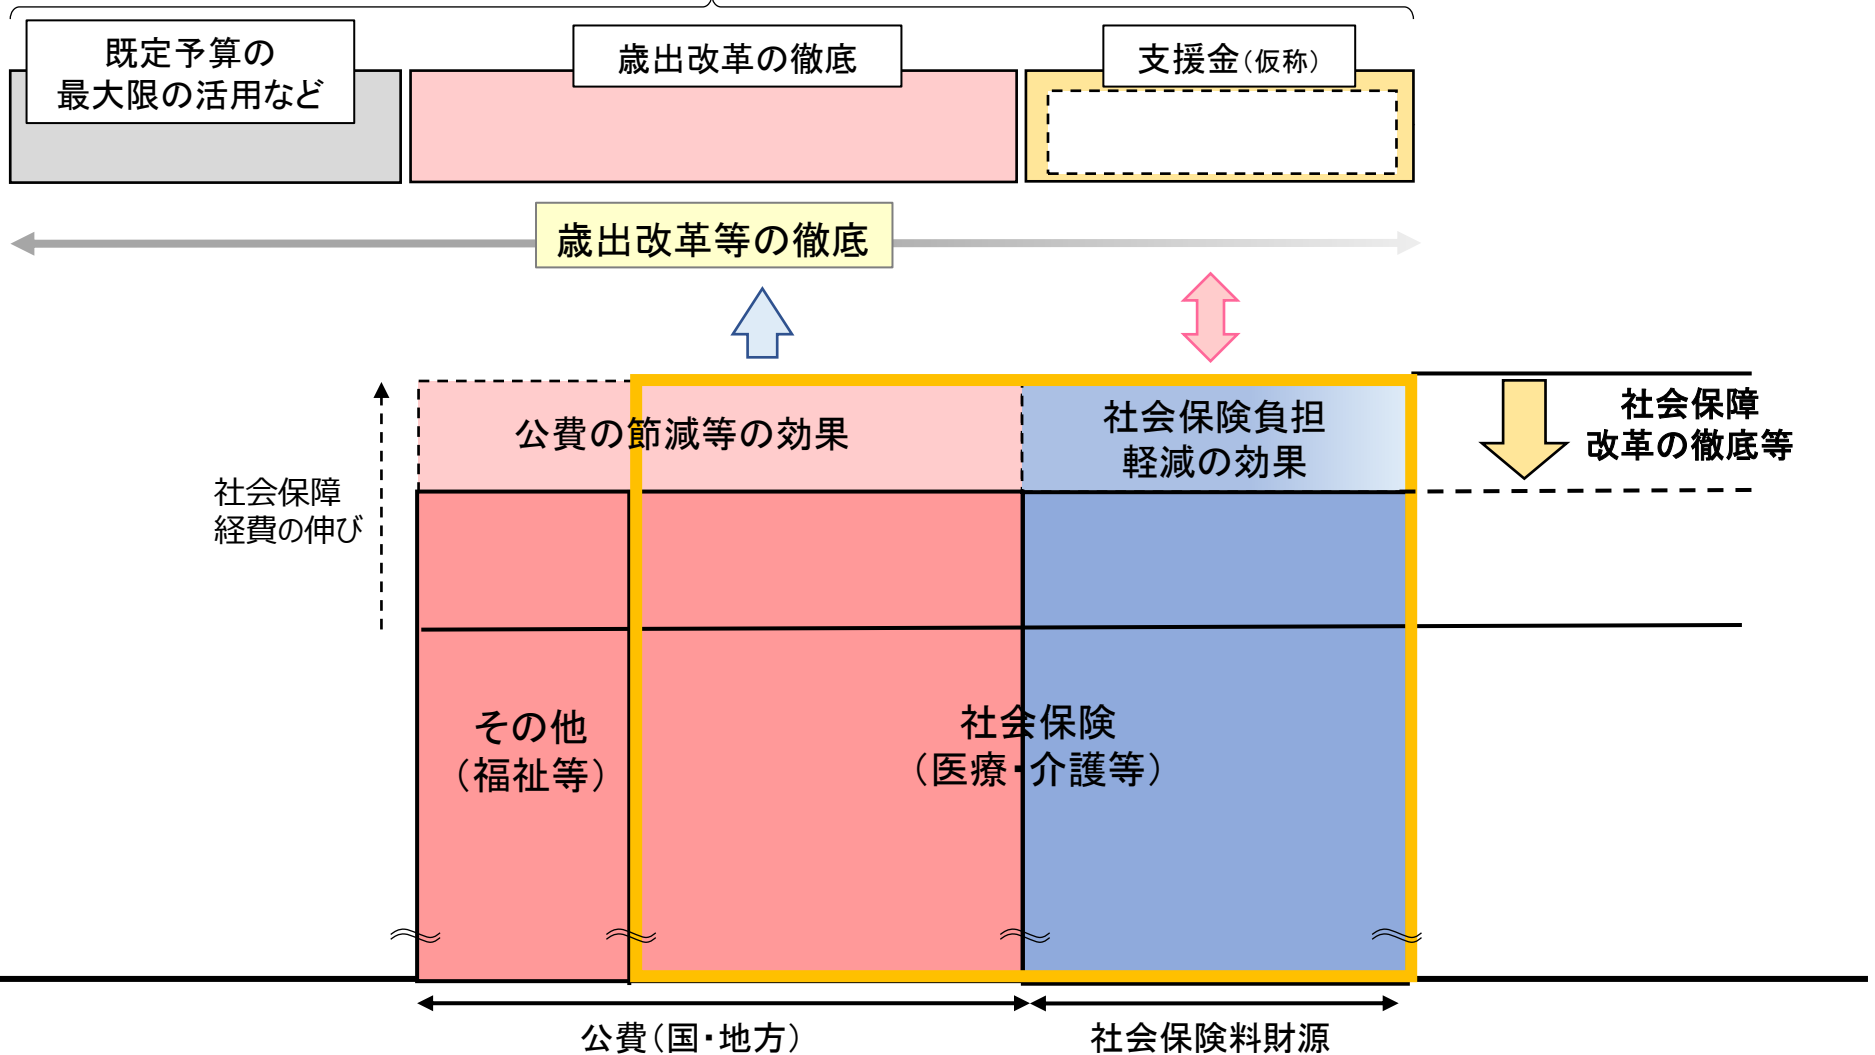 既定予算の
最大限の活用など
歳出改革の徹底
支援金(仮称)
歳出改革等の徹底
公費の節減等の効果
社会保険負担
軽減の効果
社会保障
改革の徹底等
社会保障
経費の伸び
その他
（福祉等）
社会保険
（医療・介護等）
公費（国・地方）
社会保険料財源